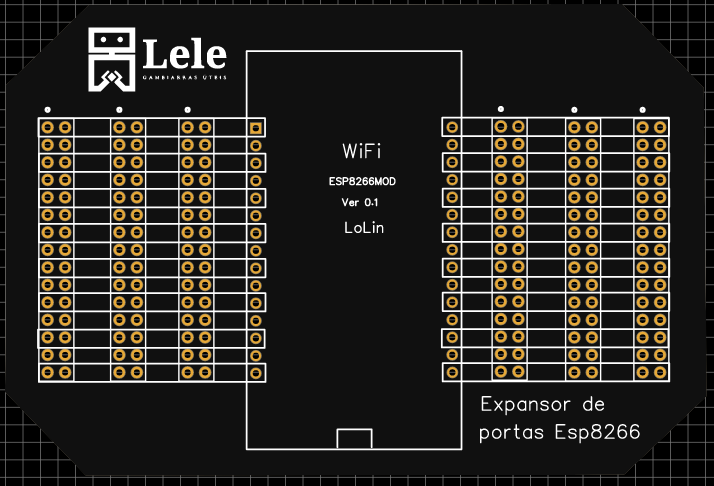 Lele
GAMBIARRAS ÚTEIS
WiFi
ESP8266MOD
Ver 0.1
LoLin
Expansor de
portas Esp8266